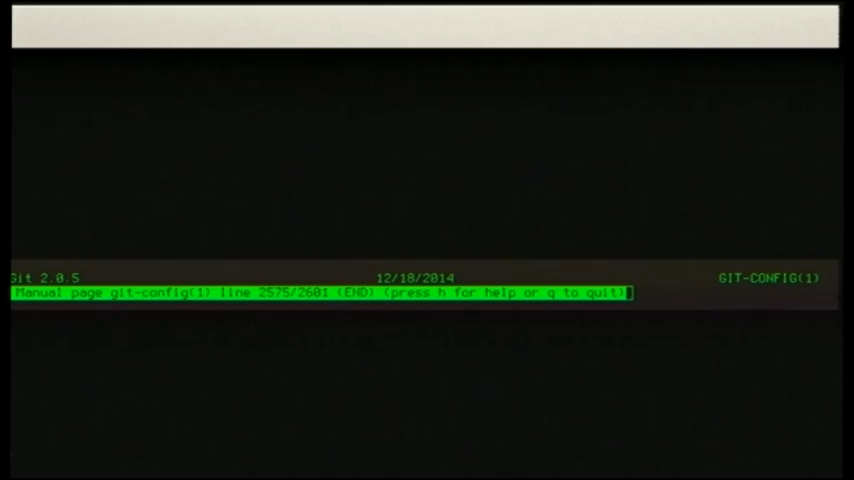 Git 2.0.5 12/18/2014 GIT-CONFIG(1)
Manual page git-config(1) line 2575/2601 (END) (press h for help or q to quit)